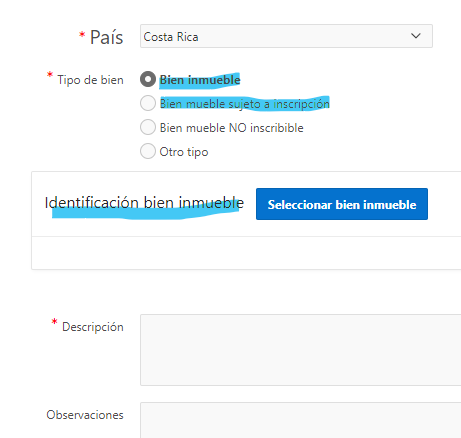 * País
Costa Rica
* Tipo de bien
Bien inmueble
Bien mueble sujeto a inscripción
Bien mueble NO inscribible
Otro tipo
Identificación bien inmueble
Seleccionar bien inmueble
* Descripción
Observaciones